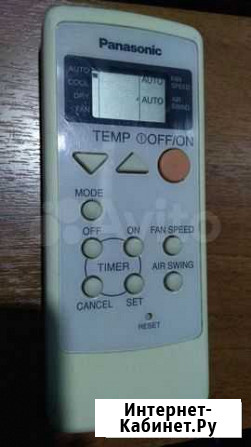 Panasonic
AUTO
COOL
DRY
FAN
AUTO
FAN SPEED
AUTO
AIR SWING
TEMP OFF/ON
MODE
OFF
ON
FAN SPEED
TIMER
AIR SWING
CANCEL
SET
RESET
Avito
Интернет-
Кабинет.Ру